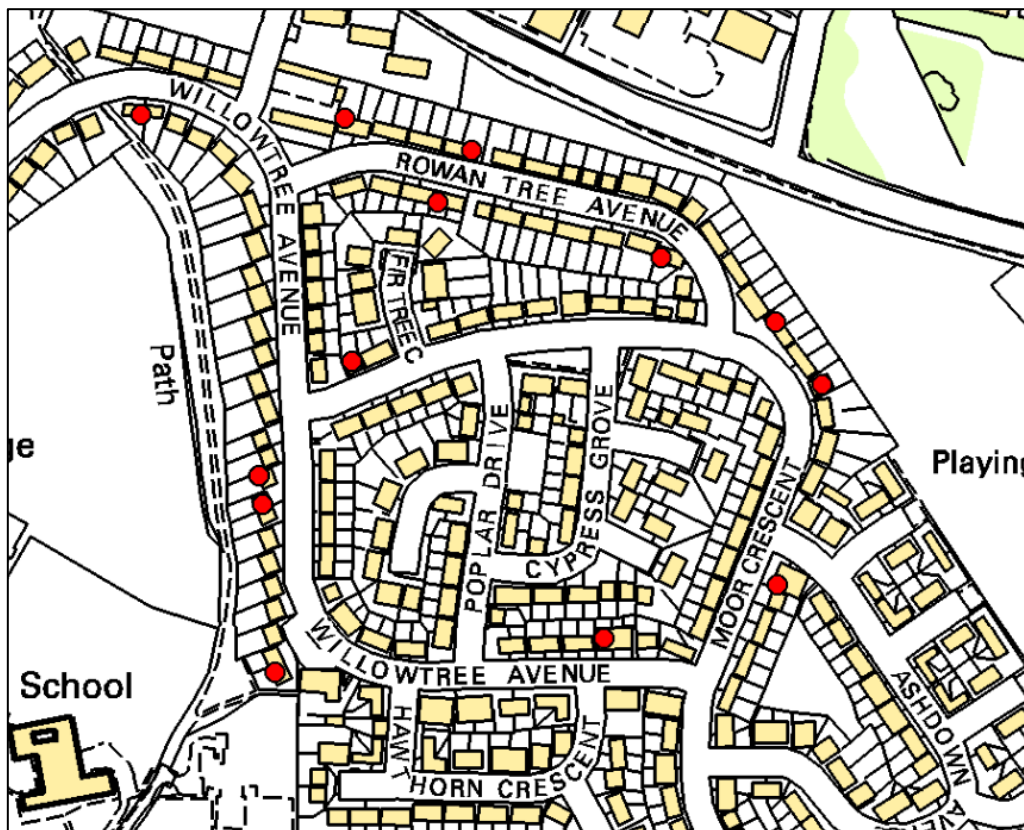 WILLOWTREE AVENUE
ROWAN TREE AVENUE
FIR TREE C
Path
ge
Playing
POPLAR DRIVE
CYPRESS GROVE
MOOR CRESCENT
WILLOWTREE AVENUE
School
ASHDOWN AVE
HAWTHORN CRESCENT